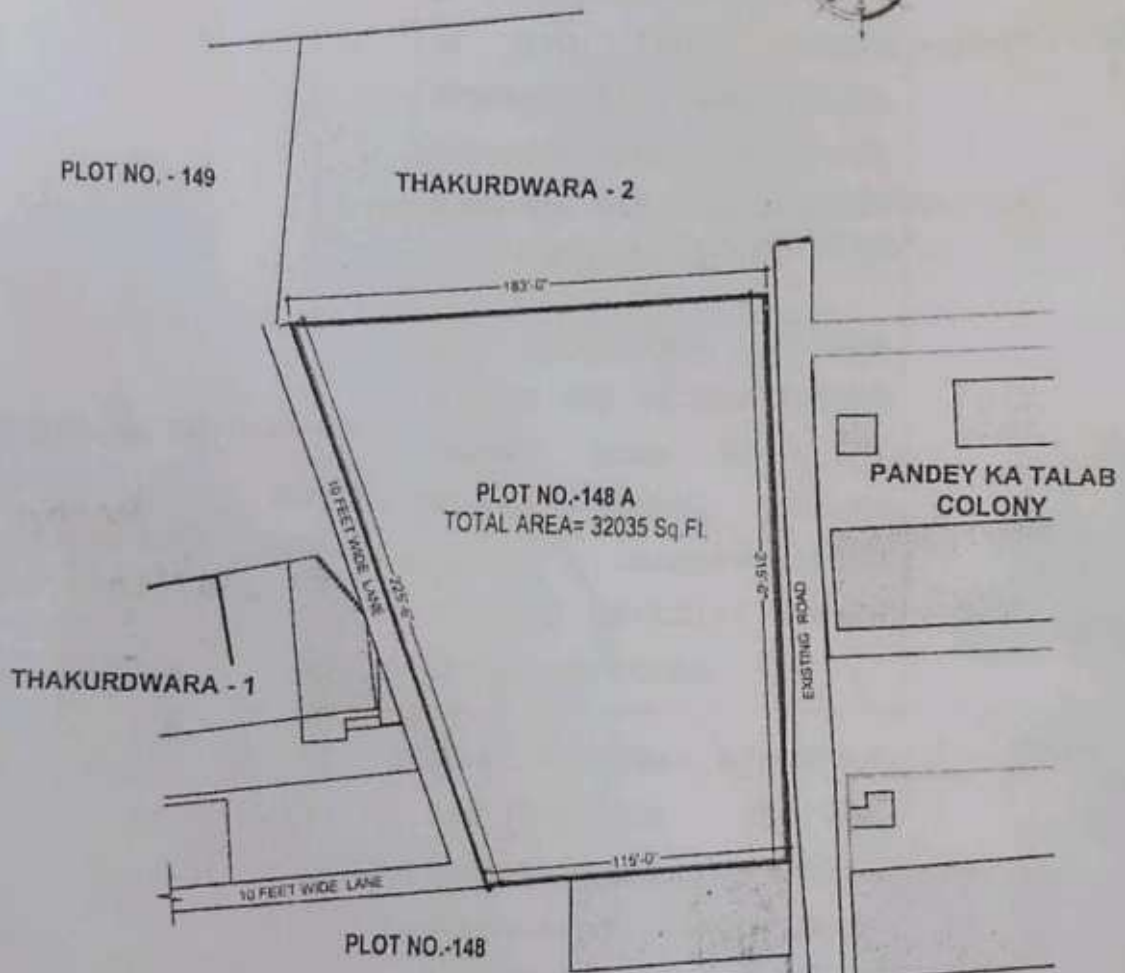 PLOT NO. - 149
THAKURDWARA - 2
183'-0"
PLOT NO.-148 A
TOTAL AREA= 32035 Sq.Ft.
PANDEY KA TALAB
COLONY
10 FEET WIDE LANE
225'-6"
215'-0"
EXISTING ROAD
THAKURDWARA - 1
115'-0"
10 FEET WIDE LANE
PLOT NO.-148